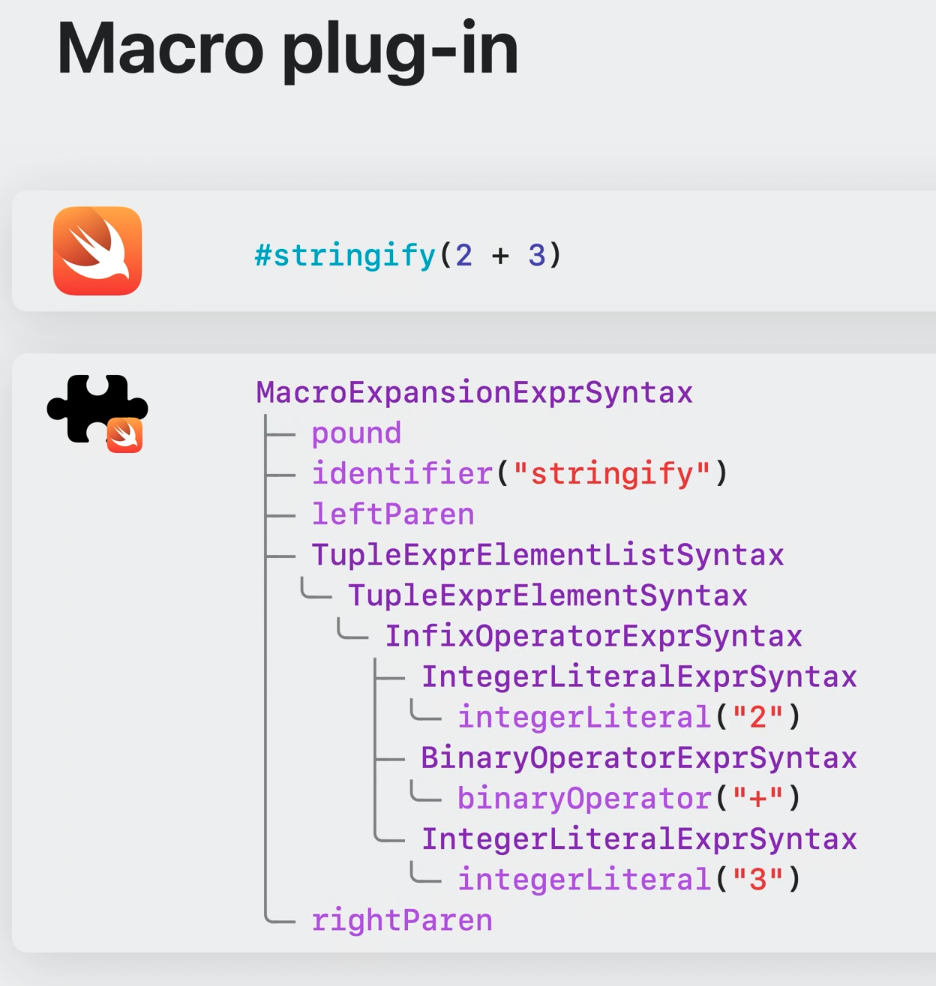 Macro plug-in
#stringify(2 + 3)
MacroExpansionExprSyntax
pound
identifier("stringify")
leftParen
TupleExprElementListSyntax
TupleExprElementSyntax
InfixOperatorExprSyntax
IntegerLiteralExprSyntax
integerLiteral("2")
BinaryOperatorExprSyntax
binaryOperator("+")
IntegerLiteralExprSyntax
integerLiteral("3")
rightParen